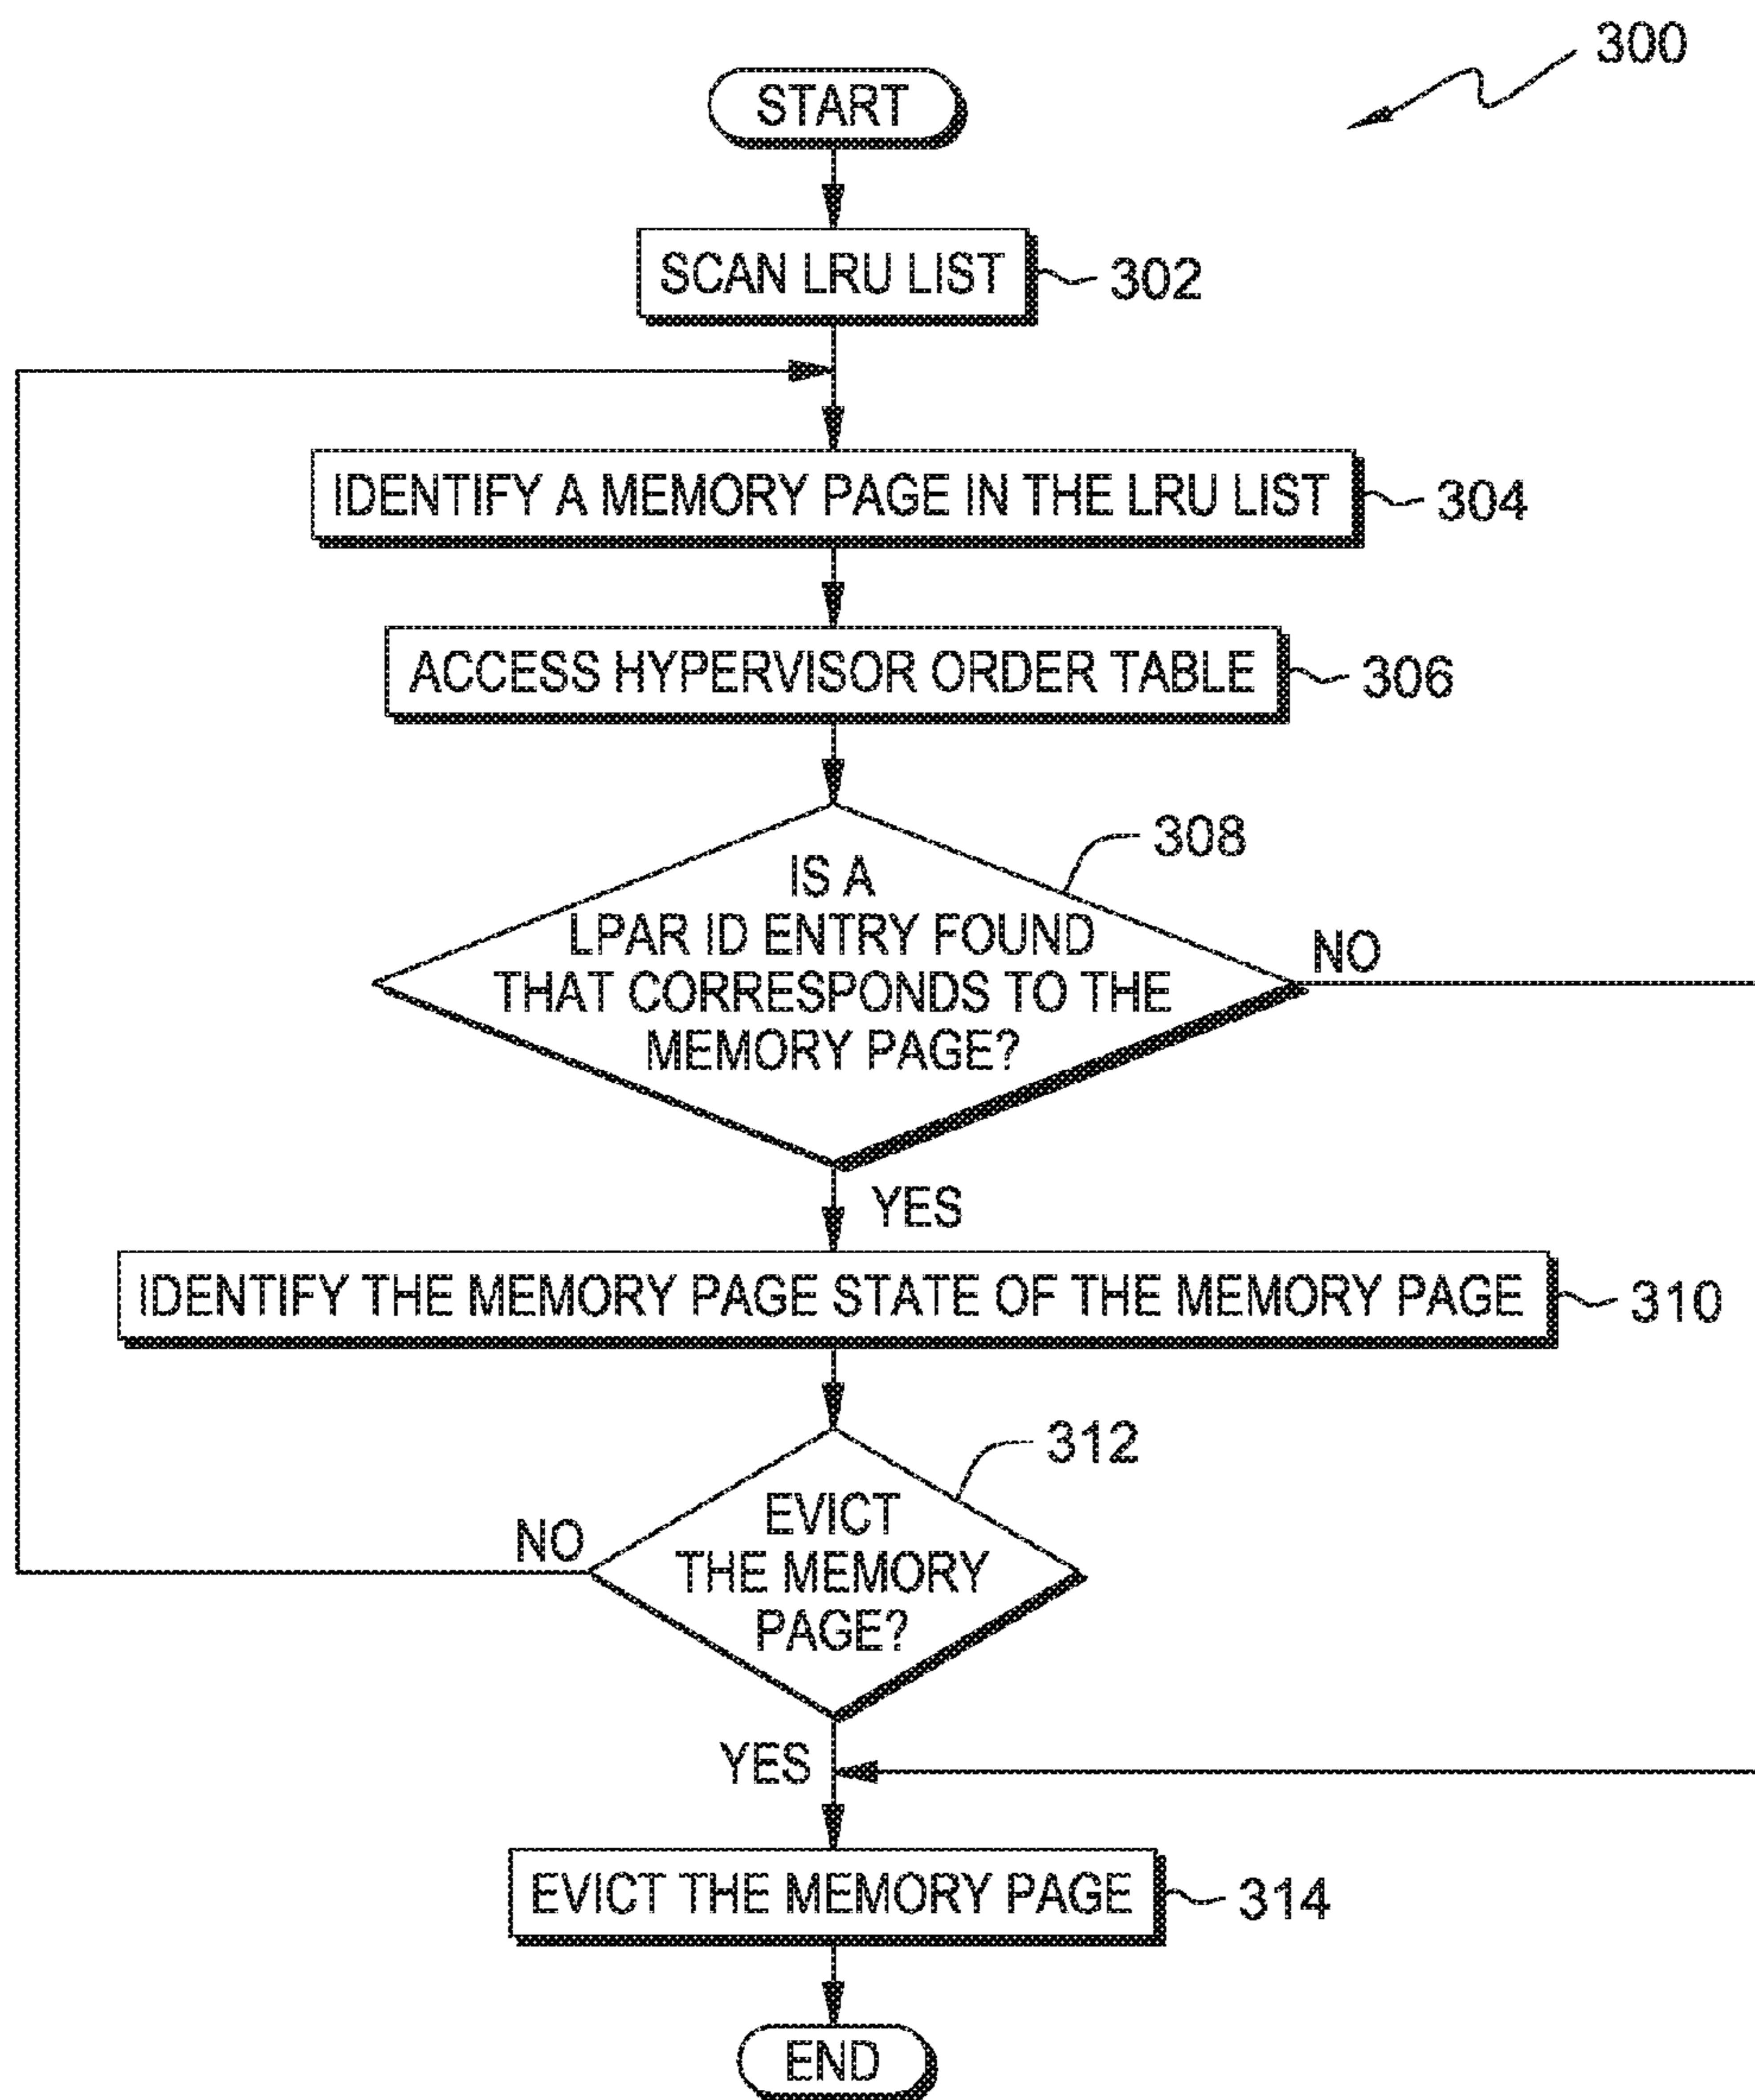 300
START
SCAN LRU LIST
302
IDENTIFY A MEMORY PAGE IN THE LRU LIST
304
ACCESS HYPERVISOR ORDER TABLE
306
308
IS A
LPAR ID ENTRY FOUND
THAT CORRESPONDS TO THE
MEMORY PAGE?
NO
YES
IDENTIFY THE MEMORY PAGE STATE OF THE MEMORY PAGE
310
312
EVICT
THE MEMORY
PAGE?
NO
YES
EVICT THE MEMORY PAGE
314
END